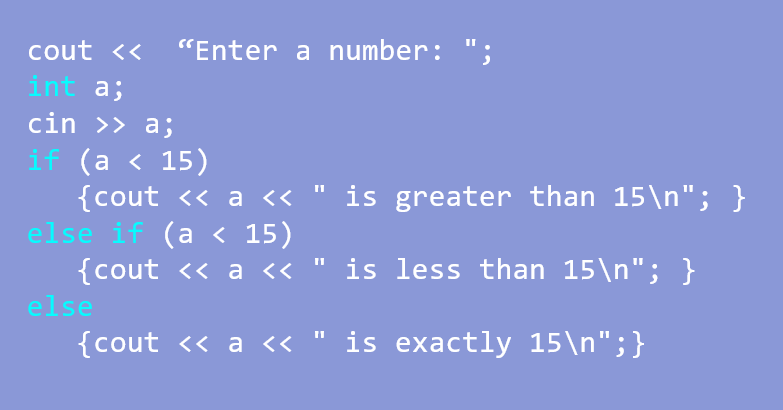 cout <<  “Enter a number: ";
int a;
cin >> a;
if (a < 15)
   {cout << a << " is greater than 15\n"; }
else if (a < 15)
   {cout << a << " is less than 15\n"; }
else
   {cout << a << " is exactly 15\n";}